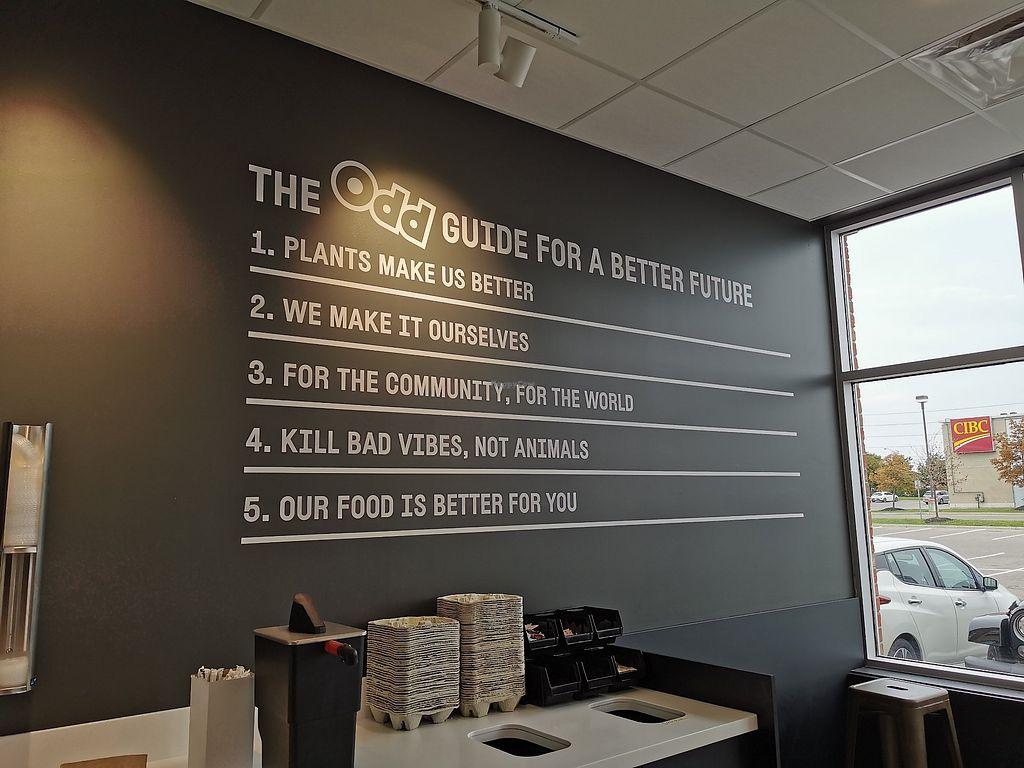 THE Odd GUIDE FOR A BETTER FUTURE
1. PLANTS MAKE US BETTER
2. WE MAKE IT OURSELVES
3. FOR THE COMMUNITY, FOR THE WORLD
4. KILL BAD VIBES, NOT ANIMALS
5. OUR FOOD IS BETTER FOR YOU
CIBC